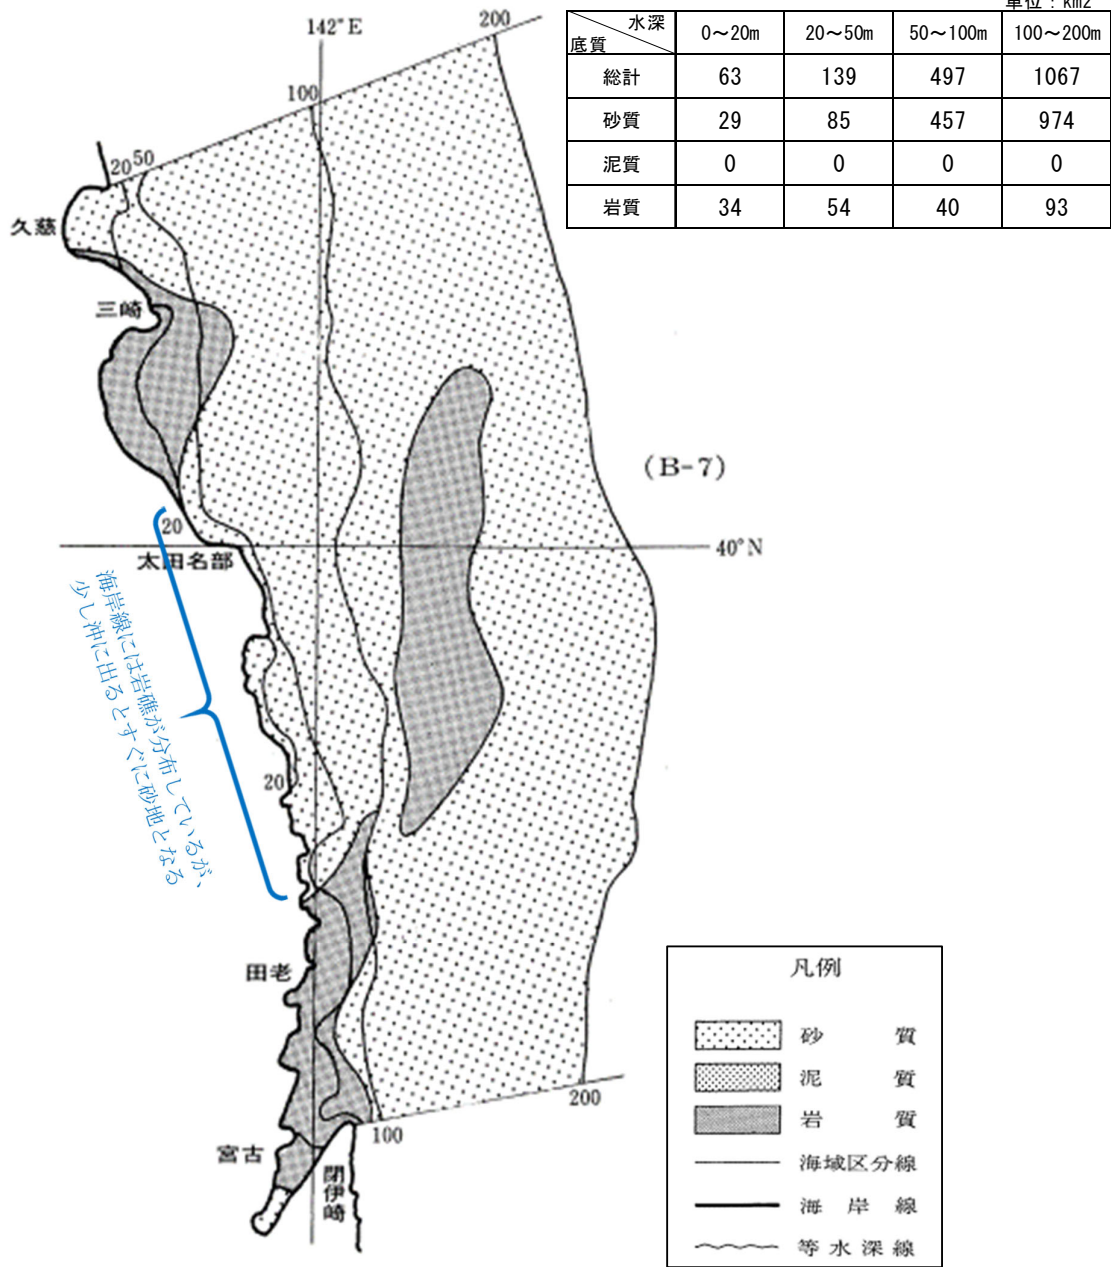 単位：km2
水深 0～20m 20～50m 50～100m 100～200m
底質
総計 63 139 497 1067
砂質 29 85 457 974
泥質 0 0 0 0
岩質 34 54 40 93
142°E
200
100
20 50
久慈
三崎
(B-7)
20
40°N
太田名部
海岸線には岩礁が分布しているが、
少し沖に出るとすぐに砂地となる
20
田老
200
100
宮古
閉伊崎
凡例
砂質
泥質
岩質
海域区分線
海岸線
等水深線